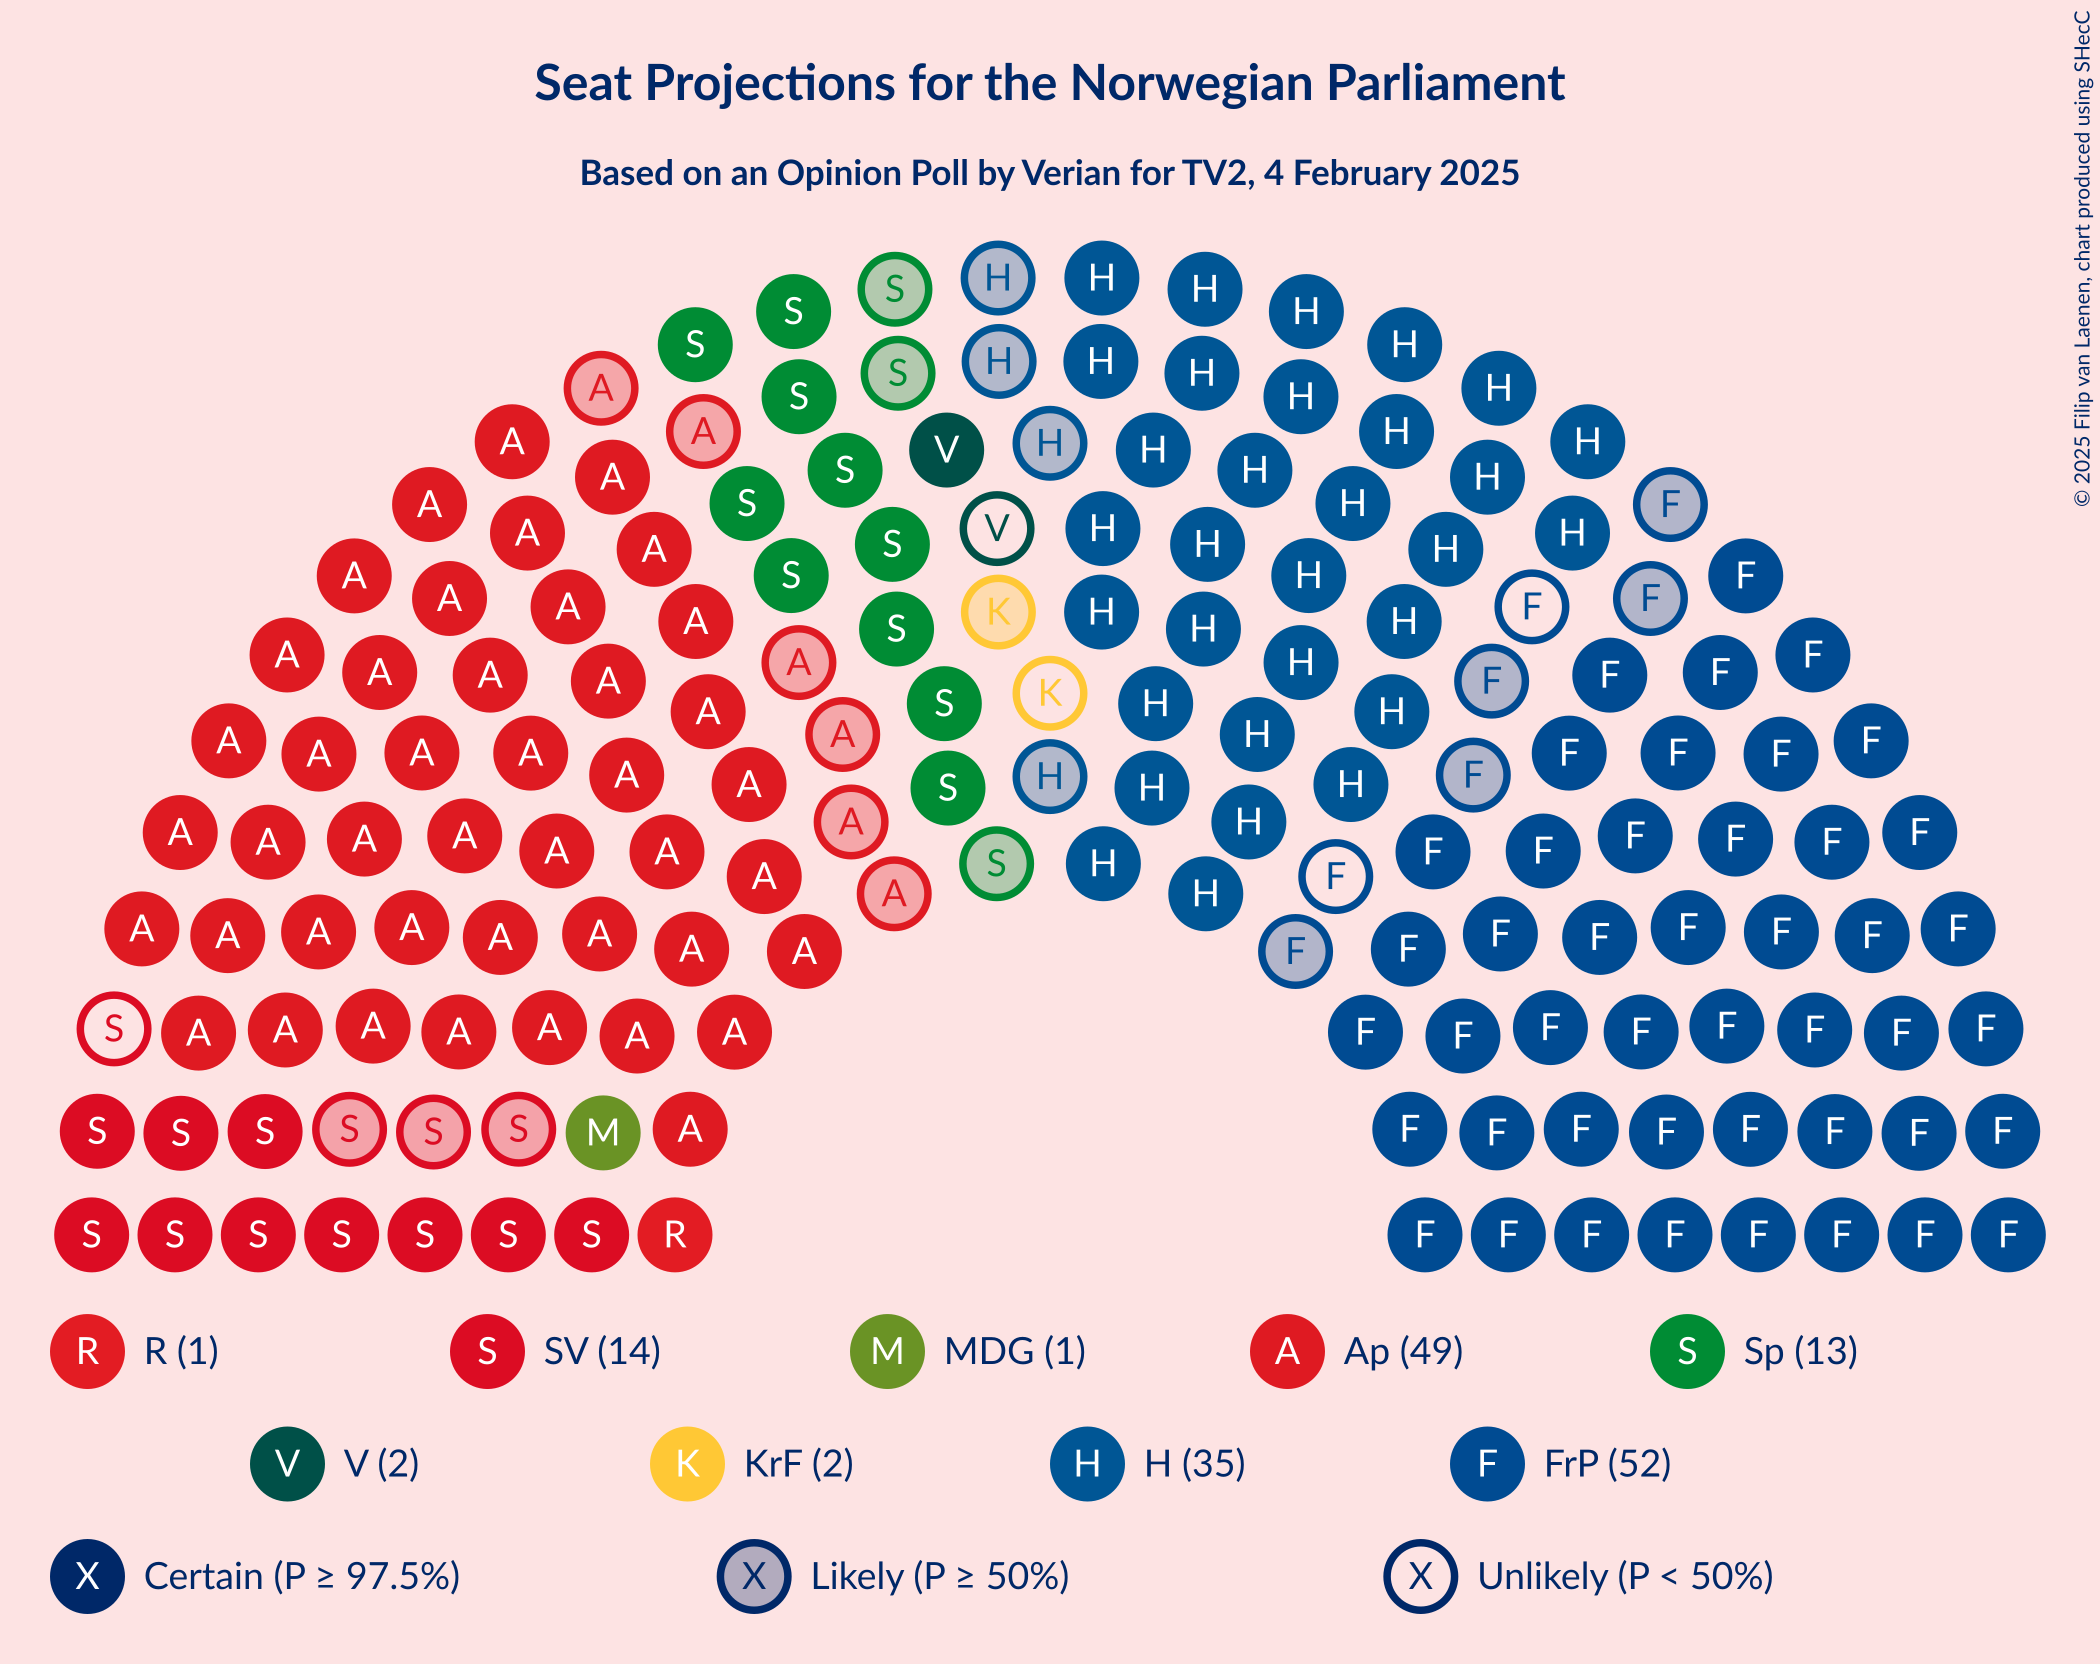 Seat Projections for the Norwegian Parliament
Based on an Opinion Poll by Verian for TV2, 4 February 2025
© 2025 Filip van Laenen, chart produced using SHecC
S H H H H
S S H
A S H H H H
A S H H
A A V H H H
A A S S H H H F
A A S V H H H H
A A S H H F F F
A A A A S K H H H F F F
A A A A A S K H H H F F F F
A A A A A A S H H H H F F F F F
A A A A A A A A S H H F F F F F F F
A A A A A A A A F F F F F F F F
S A A A A A A A F F F F F F F F
S S S S S S M A F F F F F F F F
S S S S S S S R F F F F F F F F
R R (1) S SV (14) M MDG (1) A Ap (49) S Sp (13)
V V (2) K KrF (2) H H (35) F FrP (52)
X Certain (P ≥ 97.5%) X Likely (P ≥ 50%) X Unlikely (P < 50%)